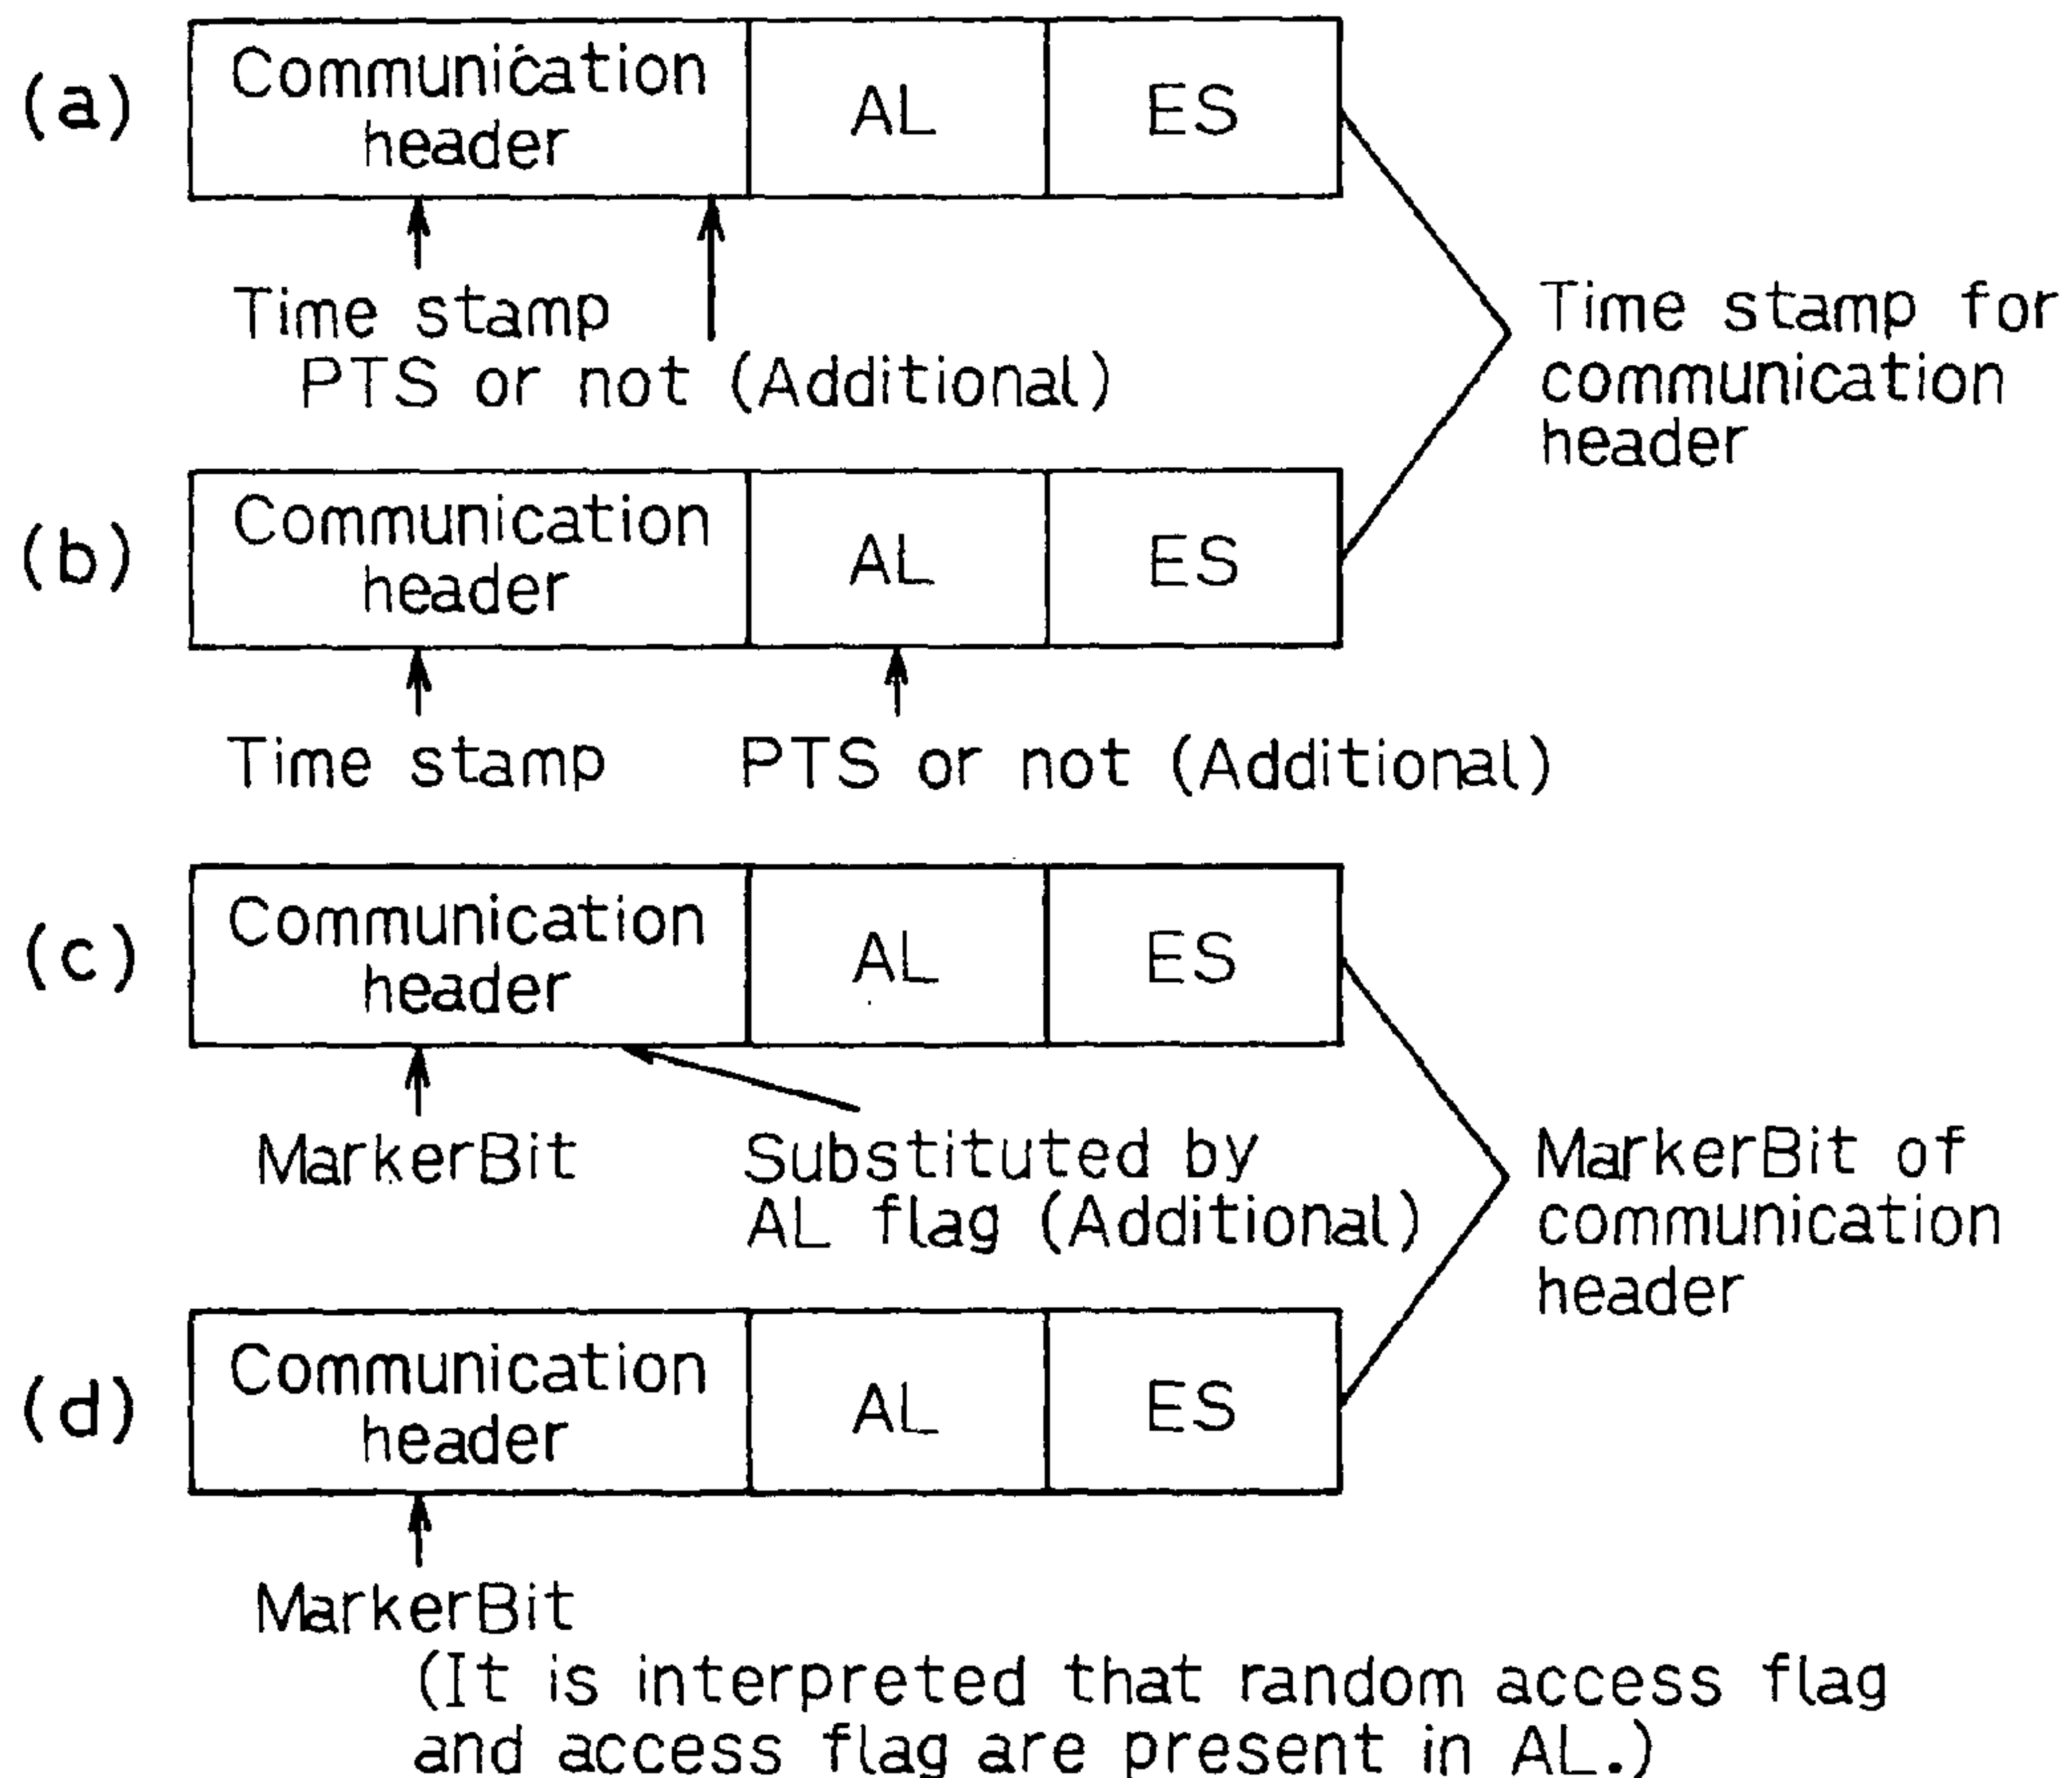 (a)
Communication
header
AL
ES
Time stamp
PTS or not (Additional)
Time stamp for
communication
header
(b)
Communication
header
AL
ES
Time stamp
PTS or not (Additional)
(c)
Communication
header
AL
ES
MarkerBit
Substituted by
AL flag (Additional)
MarkerBit of
communication
header
(d)
Communication
header
AL
ES
MarkerBit
(It is interpreted that random access flag
and access flag are present in AL.)